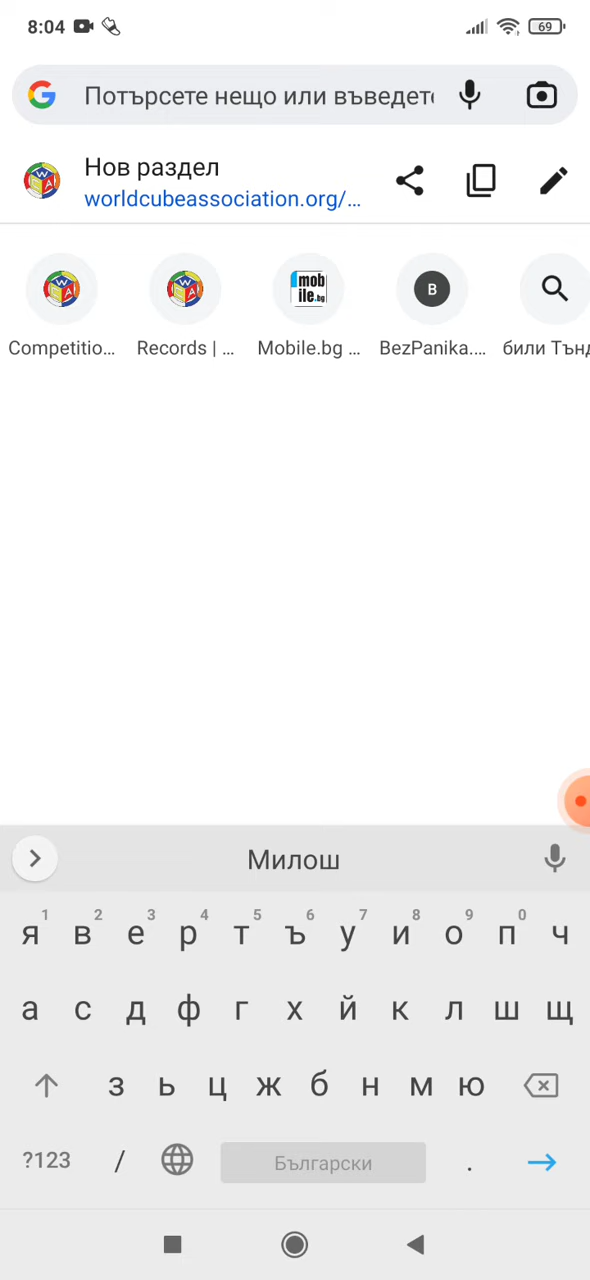 8:04
69
Потърсете нещо или въведете
Нов раздел
worldcubeassociation.org/...
Competitio... Records | ... Mobile.bg ... BezPanika.... били Тънд
Милош
1 2 3 4 5 6 7 8 9 0
я в е р т ъ у и о п ч
а с д ф г х й к л ш щ
з ь ц ж б н м ю
?123 / Български .